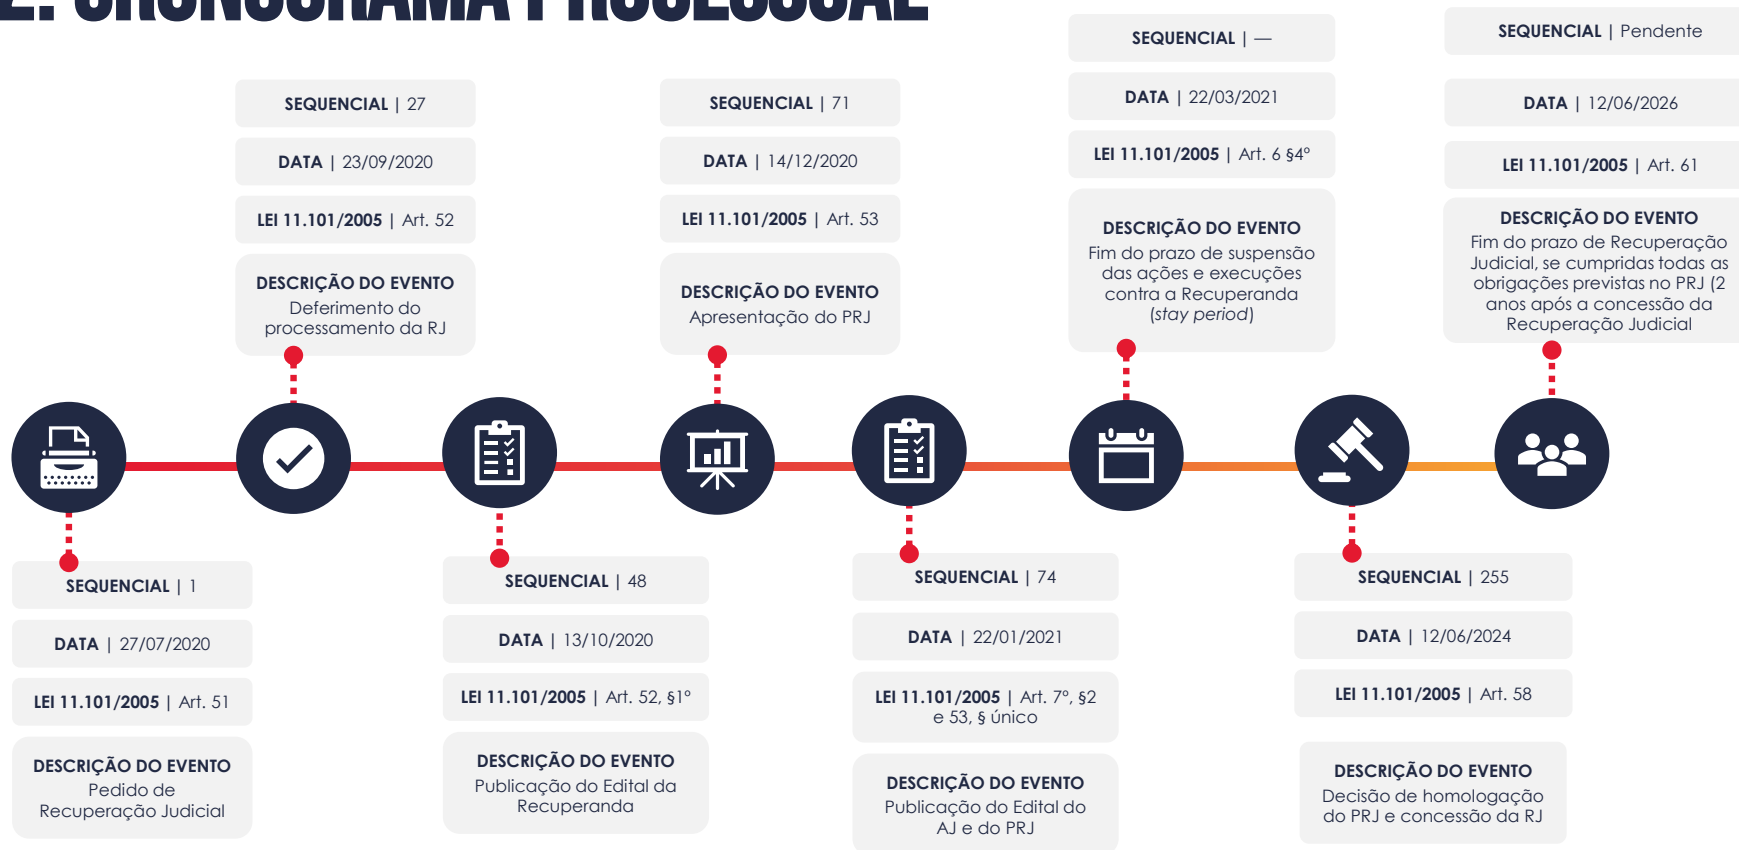 2. CRONOGRAMA PROCESSUAL
SEQUENCIAL | 1
DATA | 27/07/2020
LEI 11.101/2005 | Art. 51
DESCRIÇÃO DO EVENTO
Pedido de
Recuperação Judicial
SEQUENCIAL | 27
DATA | 23/09/2020
LEI 11.101/2005 | Art. 52
DESCRIÇÃO DO EVENTO
Deferimento do
processamento da RJ
SEQUENCIAL | 48
DATA | 13/10/2020
LEI 11.101/2005 | Art. 52, §1º
DESCRIÇÃO DO EVENTO
Publicação do Edital da
Recuperanda
SEQUENCIAL | 71
DATA | 14/12/2020
LEI 11.101/2005 | Art. 53
DESCRIÇÃO DO EVENTO
Apresentação do PRJ
SEQUENCIAL | 74
DATA | 22/01/2021
LEI 11.101/2005 | Art. 7º, §2
e 53, § único
DESCRIÇÃO DO EVENTO
Publicação do Edital do
AJ e do PRJ
SEQUENCIAL | —
DATA | 22/03/2021
LEI 11.101/2005 | Art. 6 §4º
DESCRIÇÃO DO EVENTO
Fim do prazo de suspensão
das ações e execuções
contra a Recuperanda
(stay period)
SEQUENCIAL | 255
DATA | 12/06/2024
LEI 11.101/2005 | Art. 58
DESCRIÇÃO DO EVENTO
Decisão de homologação
do PRJ e concessão da RJ
SEQUENCIAL | Pendente
DATA | 12/06/2026
LEI 11.101/2005 | Art. 61
DESCRIÇÃO DO EVENTO
Fim do prazo de Recuperação
Judicial, se cumpridas todas as
obrigações previstas no PRJ (2
anos após a concessão da
Recuperação Judicial